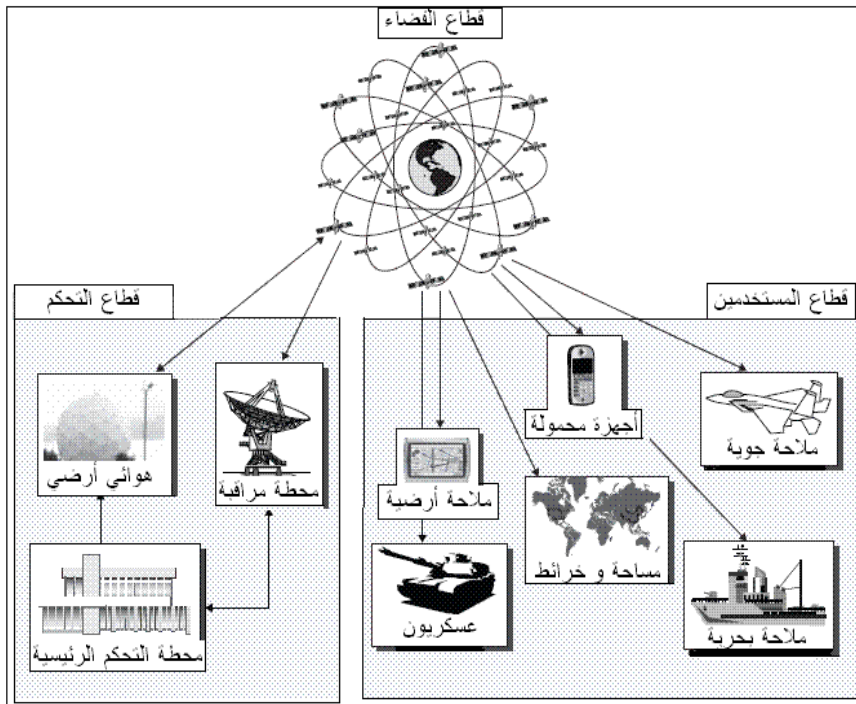 قطاع الفضاء
قطاع المستخدمين
قطاع التحكم
أجهزة محمولة
ملاحة جوية
هوائي أرضي
محطة مراقبة
ملاحة أرضية
مساحة و خرائط
عسكريون
ملاحة بحرية
محطة التحكم الرئيسية